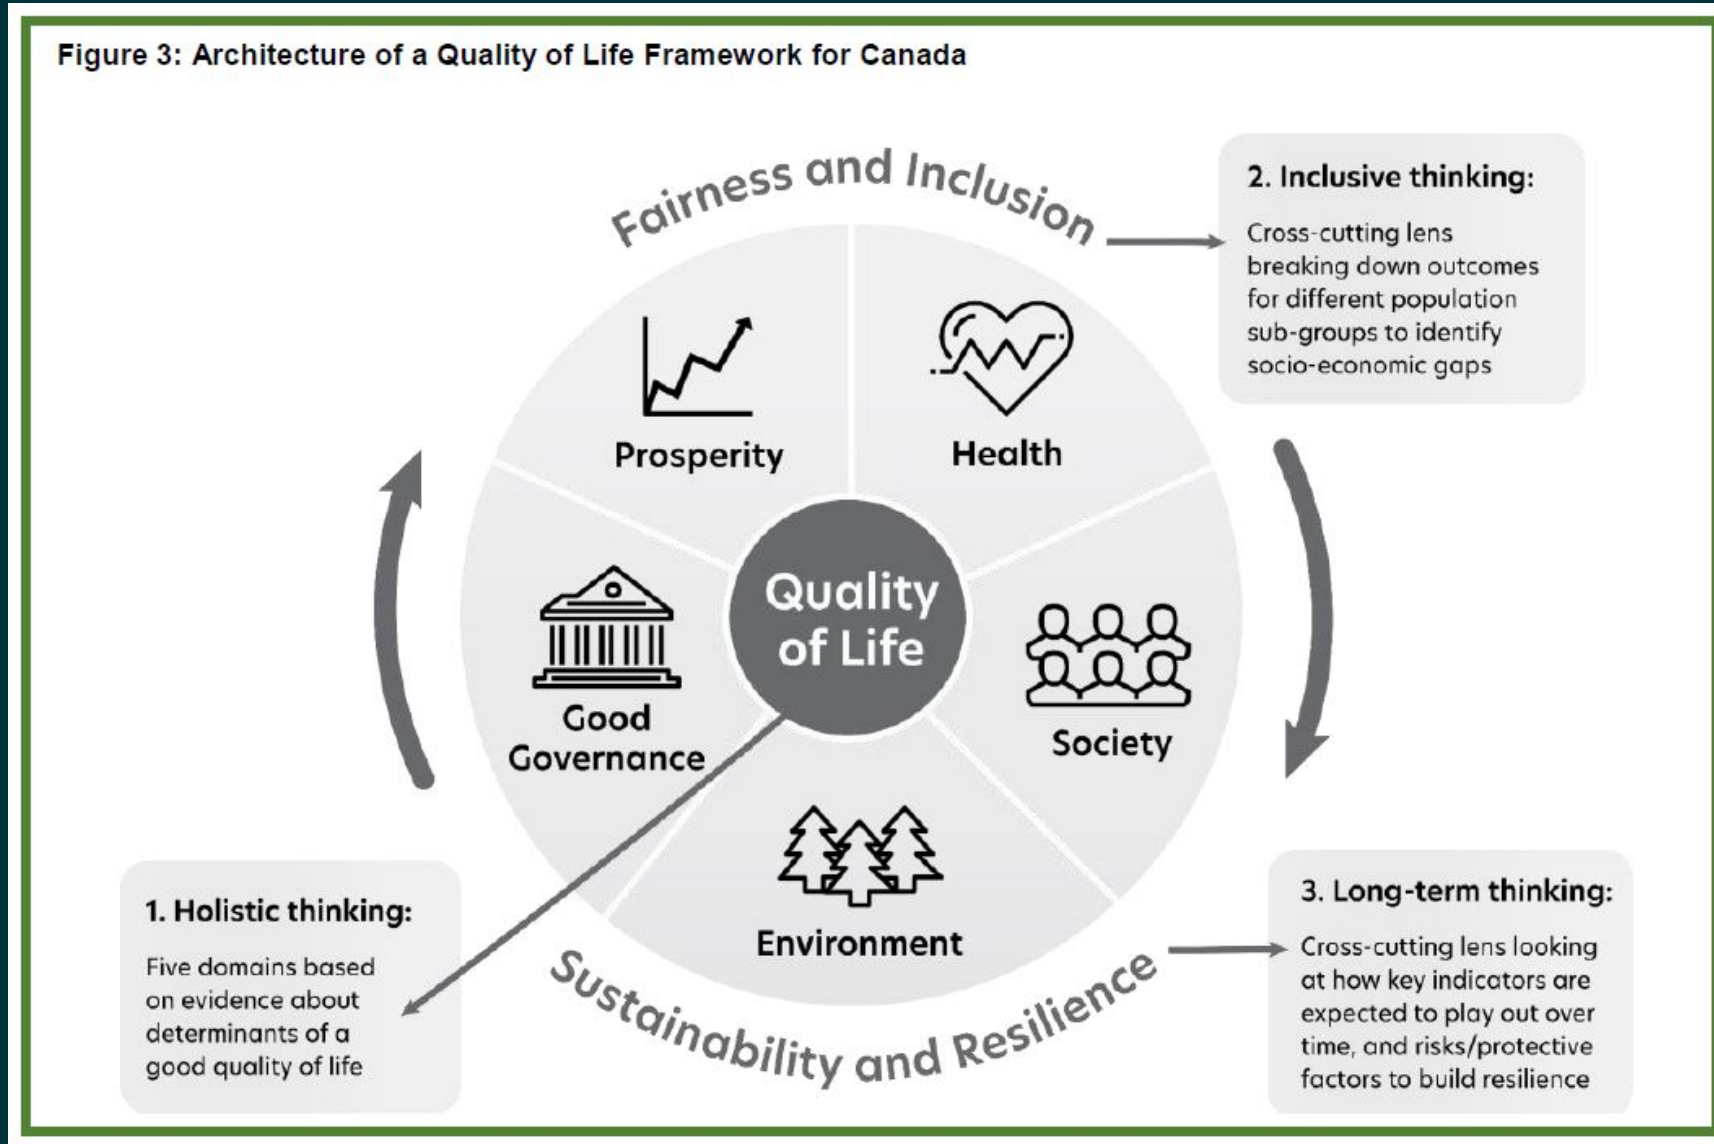 Figure 3: Architecture of a Quality of Life Framework for Canada
Fairness and Inclusion
2. Inclusive thinking:
Cross-cutting lens
breaking down outcomes
for different population
sub-groups to identify
socio-economic gaps
Prosperity
Health
Quality
of Life
Good
Governance
Society
Environment
Sustainability and Resilience
1. Holistic thinking:
Five domains based
on evidence about
determinants of a
good quality of life
3. Long-term thinking:
Cross-cutting lens looking
at how key indicators are
expected to play out over
time, and risks/protective
factors to build resilience